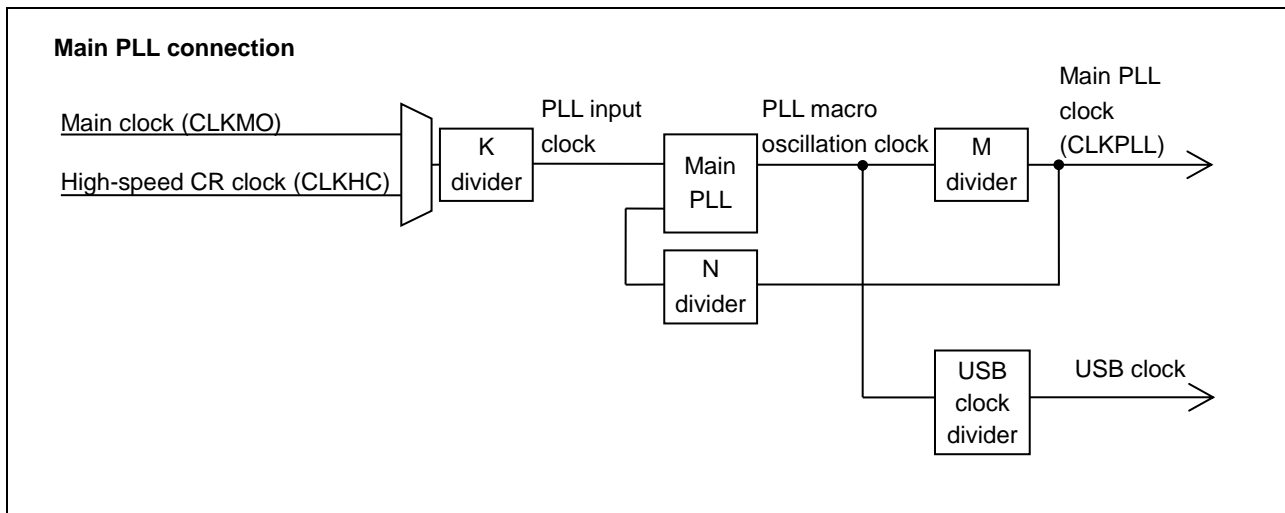 Main PLL connection
Main clock (CLKMO)
High-speed CR clock (CLKHC)
K
divider
PLL input
clock
Main
PLL
N
divider
PLL macro
oscillation clock
M
divider
Main PLL
clock
(CLKPLL)
USB
clock
divider
USB clock